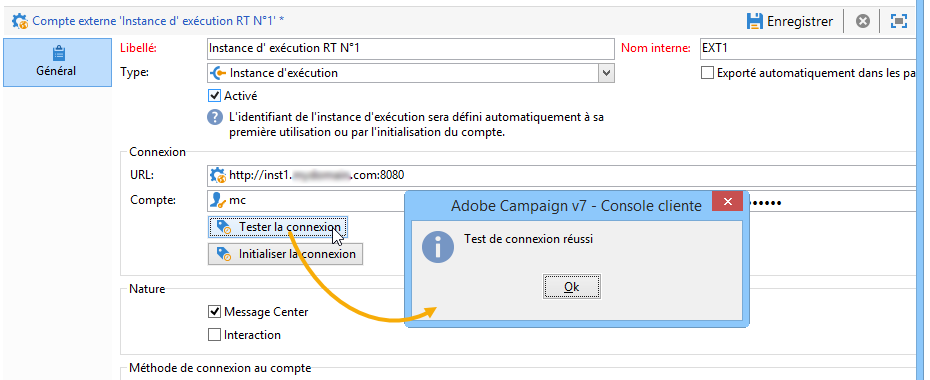 Compte externe 'Instance d' exécution RT N°1' *
Enregistrer
Général
Libellé:
Instance d' exécution RT N°1
Nom interne:
EXT1
Type:
Instance d'exécution
Exporté automatiquement dans les pa
Activé
L'identifiant de l'instance d'exécution sera défini automatiquement à sa
première utilisation ou par l'initialisation du compte.
Connexion
URL:
http://inst1. .com:8080
Compte:
mc
Tester la connexion
Initialiser la connexion
Adobe Campaign v7 - Console cliente
Test de connexion réussi
Ok
Nature
Message Center
Interaction
Méthode de connexion au compte